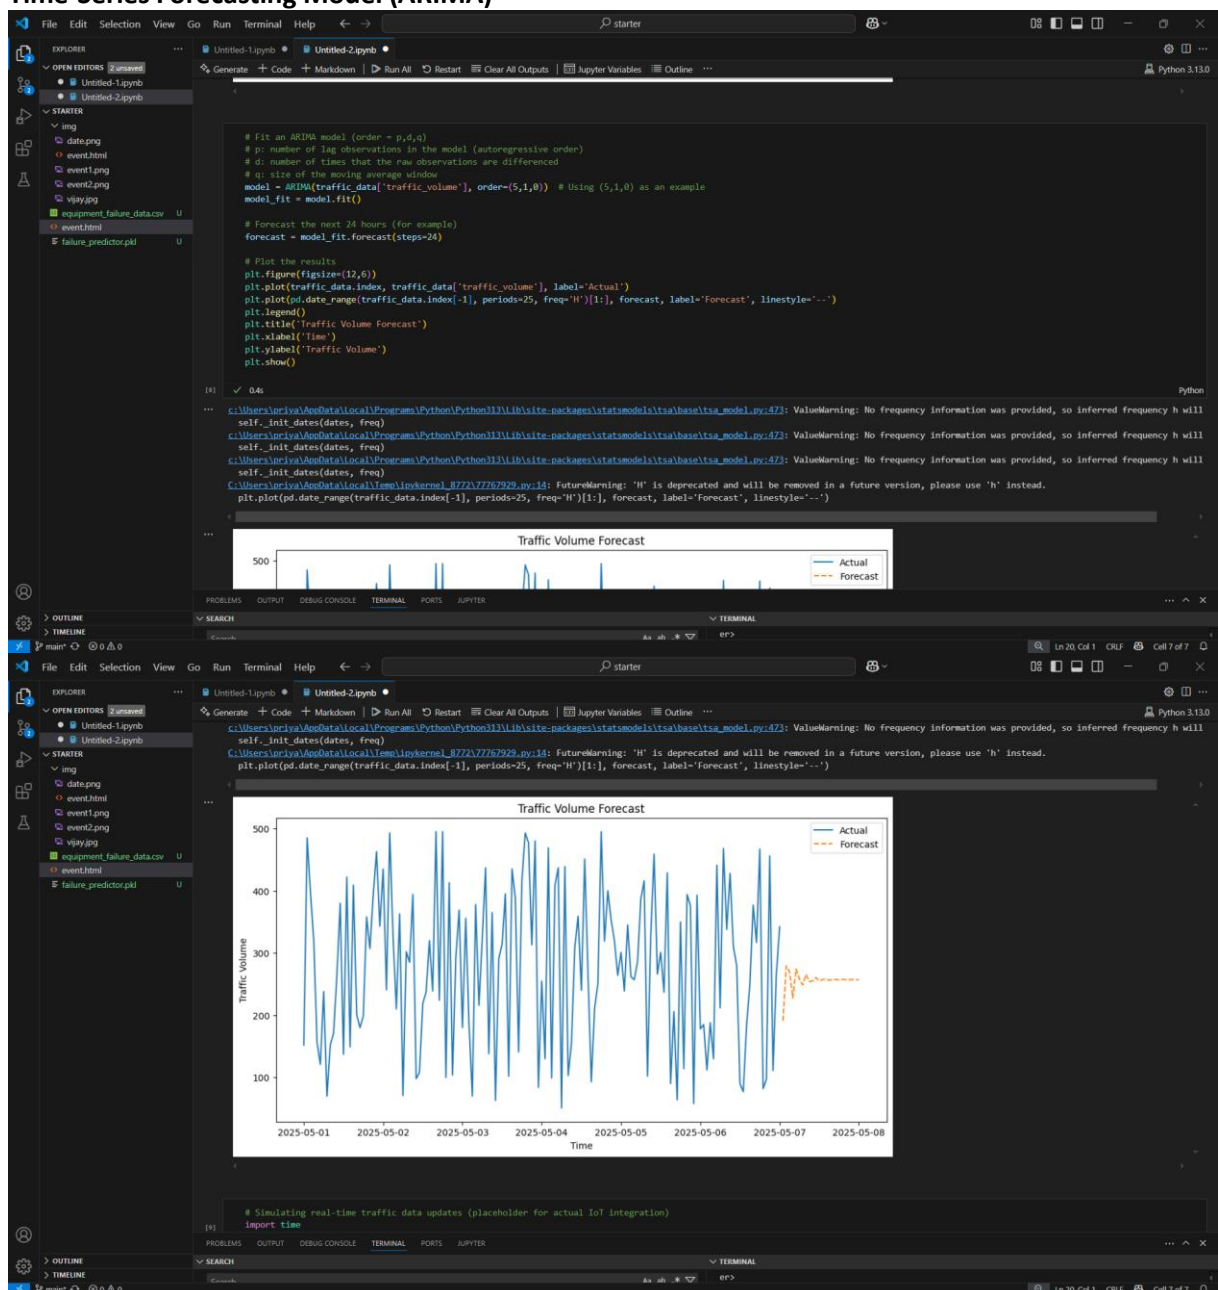 Time-Series Forecasting Model (ARIMA)
File Edit Selection View Go Run Terminal Help
starter
EXPLORER
Untitled-1.ipynb
Untitled-2.ipynb
OPEN EDITORS 2 unsaved
Generate + Code + Markdown Run All Restart Clear All Outputs Jupyter Variables Outline ...
Python 3.13.0
Untitled-1.ipynb
Untitled-2.ipynb
STARTER
img
date.png
event.html
event1.png
event2.png
vijay.jpg
equipment_failure_data.csv U
event.html
failure_predictor.pkl U
# Fit an ARIMA model (order = p,d,q)
# p: number of lag observations in the model (autoregressive order)
# d: number of times that the raw observations are differenced
# q: size of the moving average window
model = ARIMA(traffic_data['traffic_volume'], order=(5,1,0)) # Using (5,1,0) as an example
model_fit = model.fit()
# Forecast the next 24 hours (for example)
forecast = model_fit.forecast(steps=24)
# Plot the results
plt.figure(figsize=(12,6))
plt.plot(traffic_data.index, traffic_data['traffic_volume'], label='Actual')
plt.plot(pd.date_range(traffic_data.index[-1], periods=25, freq='H')[1:], forecast, label='Forecast', linestyle='--')
plt.legend()
plt.title('Traffic Volume Forecast')
plt.xlabel('Time')
plt.ylabel('Traffic Volume')
plt.show()
[8] 0.4s
Python
c:\Users\priya\AppData\Local\Programs\Python\Python313\Lib\site-packages\statsmodels\tsa\base\tsa_model.py:473: ValueWarning: No frequency information was provided, so inferred frequency h will
self._init_dates(dates, freq)
c:\Users\priya\AppData\Local\Programs\Python\Python313\Lib\site-packages\statsmodels\tsa\base\tsa_model.py:473: ValueWarning: No frequency information was provided, so inferred frequency h will
self._init_dates(dates, freq)
c:\Users\priya\AppData\Local\Programs\Python\Python313\Lib\site-packages\statsmodels\tsa\base\tsa_model.py:473: ValueWarning: No frequency information was provided, so inferred frequency h will
self._init_dates(dates, freq)
C:\Users\priya\AppData\Local\Temp\ipykernel_8772\77767929.py:14: FutureWarning: 'H' is deprecated and will be removed in a future version, please use 'h' instead.
plt.plot(pd.date_range(traffic_data.index[-1], periods=25, freq='H')[1:], forecast, label='Forecast', linestyle='--')
Traffic Volume Forecast
500
Actual
Forecast
PROBLEMS OUTPUT DEBUG CONSOLE TERMINAL PORTS JUPYTER
OUTLINE
TIMELINE
SEARCH
TERMINAL
Search
er>
main* 0 0 Ln 20, Col 1 CRLF Cell 7 of 7
File Edit Selection View Go Run Terminal Help
starter
EXPLORER
Untitled-1.ipynb
Untitled-2.ipynb
OPEN EDITORS 2 unsaved
Generate + Code + Markdown Run All Restart Clear All Outputs Jupyter Variables Outline ...
Python 3.13.0
Untitled-1.ipynb
Untitled-2.ipynb
STARTER
img
date.png
event.html
event1.png
event2.png
vijay.jpg
equipment_failure_data.csv U
event.html
failure_predictor.pkl U
c:\Users\priya\AppData\Local\Programs\Python\Python313\Lib\site-packages\statsmodels\tsa\base\tsa_model.py:473: ValueWarning: No frequency information was provided, so inferred frequency h will
self._init_dates(dates, freq)
C:\Users\priya\AppData\Local\Temp\ipykernel_8772\77767929.py:14: FutureWarning: 'H' is deprecated and will be removed in a future version, please use 'h' instead.
plt.plot(pd.date_range(traffic_data.index[-1], periods=25, freq='H')[1:], forecast, label='Forecast', linestyle='--')
Traffic Volume Forecast
Actual
Forecast
500
400
300
200
100
Traffic Volume
2025-05-01 2025-05-02 2025-05-03 2025-05-04 2025-05-05 2025-05-06 2025-05-07 2025-05-08
Time
# Simulating real-time traffic data updates (placeholder for actual IoT integration)
[9] import time
PROBLEMS OUTPUT DEBUG CONSOLE TERMINAL PORTS JUPYTER
OUTLINE
TIMELINE
SEARCH
TERMINAL
Search
er>
main* 0 0 Ln 20, Col 1 CRLF Cell 7 of 7